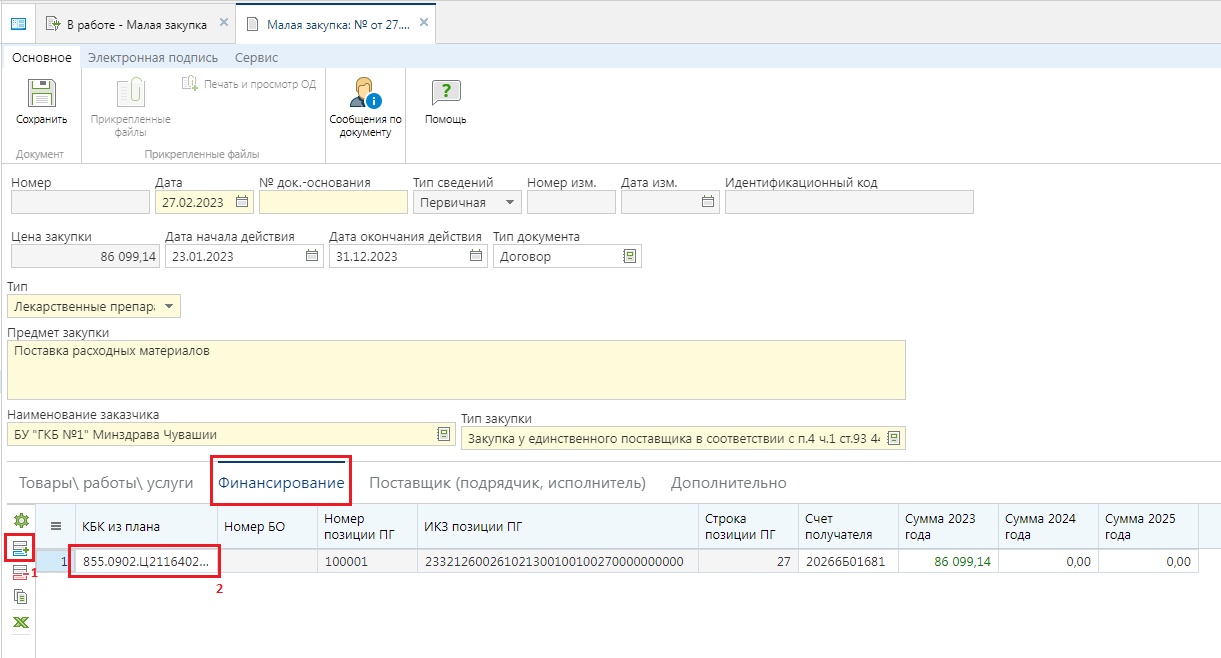 В работе - Малая закупка
Малая закупка: № от 27....
Основное Электронная подпись Сервис
Сохранить
Прикрепленные
файлы
Печать и просмотр ОД
Сообщения по
документу
Помощь
Документ Прикрепленные файлы
Номер Дата № док.-основания Тип сведений Номер изм. Дата изм. Идентификационный код
27.02.2023 Первичная
Цена закупки Дата начала действия Дата окончания действия Тип документа
86 099,14 23.01.2023 31.12.2023 Договор
Тип
Лекарственные препар
Предмет закупки
Поставка расходных материалов
Наименование заказчика Тип закупки
БУ "ГКБ №1" Минздрава Чувашии Закупка у единственного поставщика в соответствии с п.4 ч.1 ст.93 44
Товары\ работы\ услуги Финансирование Поставщик (подрядчик, исполнитель) Дополнительно
КБК из плана
Номер БО
Номер
позиции ПГ
ИКЗ позиции ПГ
Строка
позиции ПГ
Счет
получателя
Сумма 2023
года
Сумма 2024
года
Сумма 2025
года
1 855.0902.Ц2116402... 100001 233212600261021300100100270000000000 27 20266Б01681 86 099,14 0,00 0,00
1
2